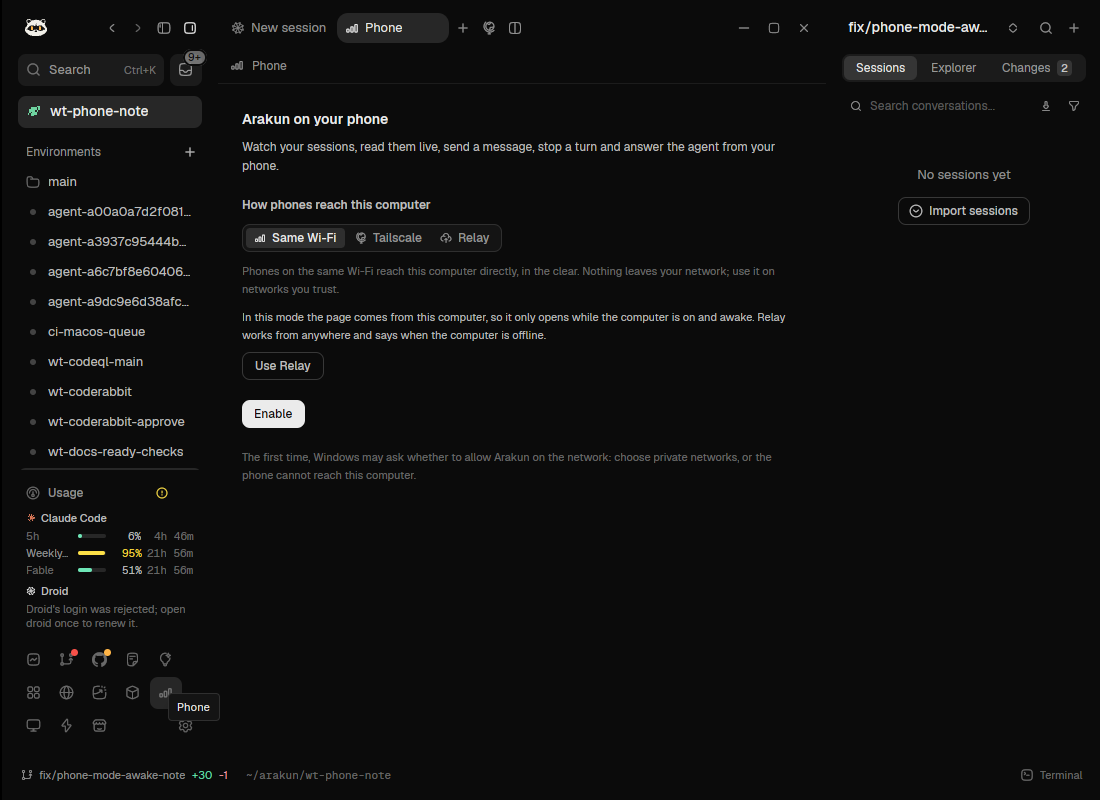 New session
Phone
fix/phone-mode-aw...
Search
Ctrl+K
9+
Phone
Sessions
Explorer
Changes
2
wt-phone-note
Search conversations...
Arakun on your phone
Watch your sessions, read them live, send a message, stop a turn and answer the agent from your
phone.
Environments
main
No sessions yet
How phones reach this computer
Import sessions
agent-a00a0a7d2f081...
Same Wi-Fi
Tailscale
Relay
agent-a3937c95444b...
Phones on the same Wi-Fi reach this computer directly, in the clear. Nothing leaves your network; use it on
networks you trust.
agent-a6c7bf8e60406...
agent-a9dc9e6d38afc...
In this mode the page comes from this computer, so it only opens while the computer is on and awake. Relay
works from anywhere and says when the computer is offline.
ci-macos-queue
wt-codeql-main
Use Relay
wt-coderabbit
Enable
wt-coderabbit-approve
wt-docs-ready-checks
The first time, Windows may ask whether to allow Arakun on the network: choose private networks, or the
phone cannot reach this computer.
Usage
Claude Code
5h 6% 4h 46m
Weekly... 95% 21h 56m
Fable 51% 21h 56m
Droid
Droid's login was rejected; open
droid once to renew it.
Phone
fix/phone-mode-awake-note +30 -1
~/arakun/wt-phone-note
Terminal